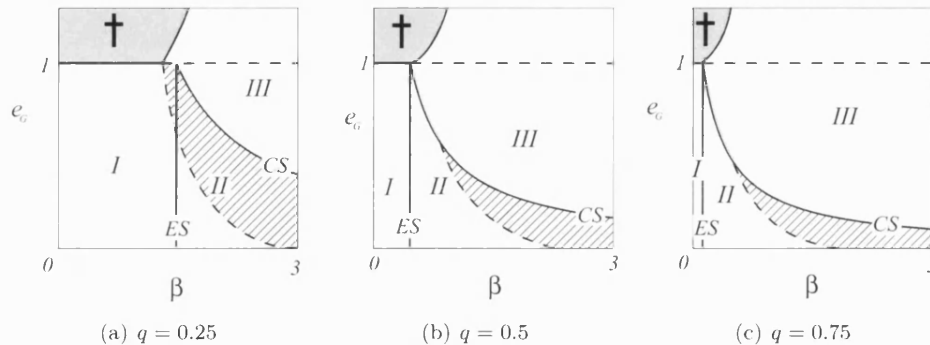 † † †
1 1 1
III III III
e_G e_G e_G
I II CS I II CS I II CS
ES ES ES
0 3 0 3 0 3
β β β
(a) q = 0.25 (b) q = 0.5 (c) q = 0.75